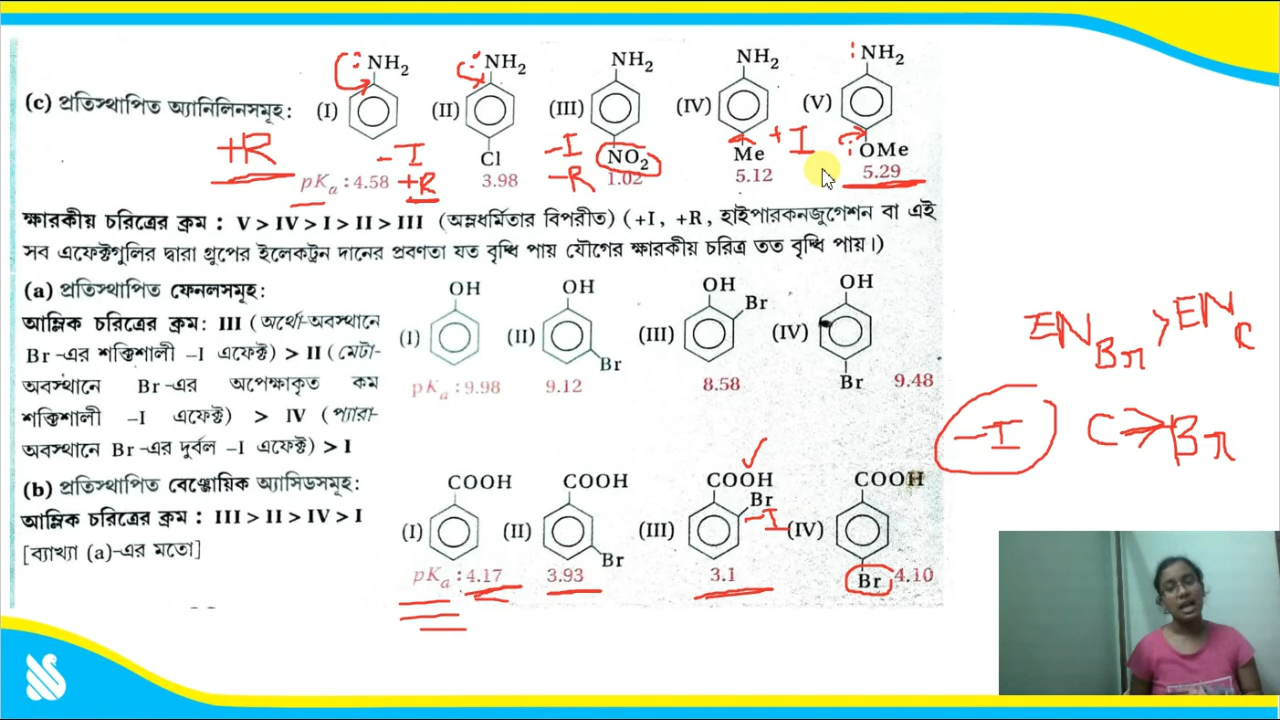 (c) প্রতিস্থাপিত অ্যানিলিনসমূহ: (I) NH2 (II) NH2 Cl (III) NH2 NO2 (IV) NH2 Me (V) NH2 OMe
+R -I +R -I -R +I
pKa : 4.58 3.98 1.02 5.12 5.29
ক্ষারকীয় চরিত্রের ক্রম : V > IV > I > II > III (অম্লধর্মিতার বিপরীত) (+I, +R, হাইপারকনজুগেশন বা এই
সব এফেক্টগুলির দ্বারা গ্রুপের ইলেকট্রন দানের প্রবণতা যত বৃদ্ধি পায় যৌগের ক্ষারকীয় চরিত্র তত বৃদ্ধি পায়।)
(a) প্রতিস্থাপিত ফেনলসমূহ:
আম্লিক চরিত্রের ক্রম: III (অর্থো-অবস্থানে
Br-এর শক্তিশালী -I এফেক্ট) > II (মেটা-
অবস্থানে Br-এর অপেক্ষাকৃত কম
শক্তিশালী -I এফেক্ট) > IV (প্যারা-
অবস্থানে Br-এর দুর্বল -I এফেক্ট) > I
(I) OH (II) OH Br (III) OH Br (IV) OH Br
pKa : 9.98 9.12 8.58 9.48
EN Br > EN C
-I C Br
(b) প্রতিস্থাপিত বেঞ্জোয়িক অ্যাসিডসমূহ:
আম্লিক চরিত্রের ক্রম : III > II > IV > I
[ব্যাখ্যা (a)-এর মতো]
(I) COOH (II) COOH Br (III) COOH Br -I (IV) COOH Br
pKa : 4.17 3.93 3.1 4.10